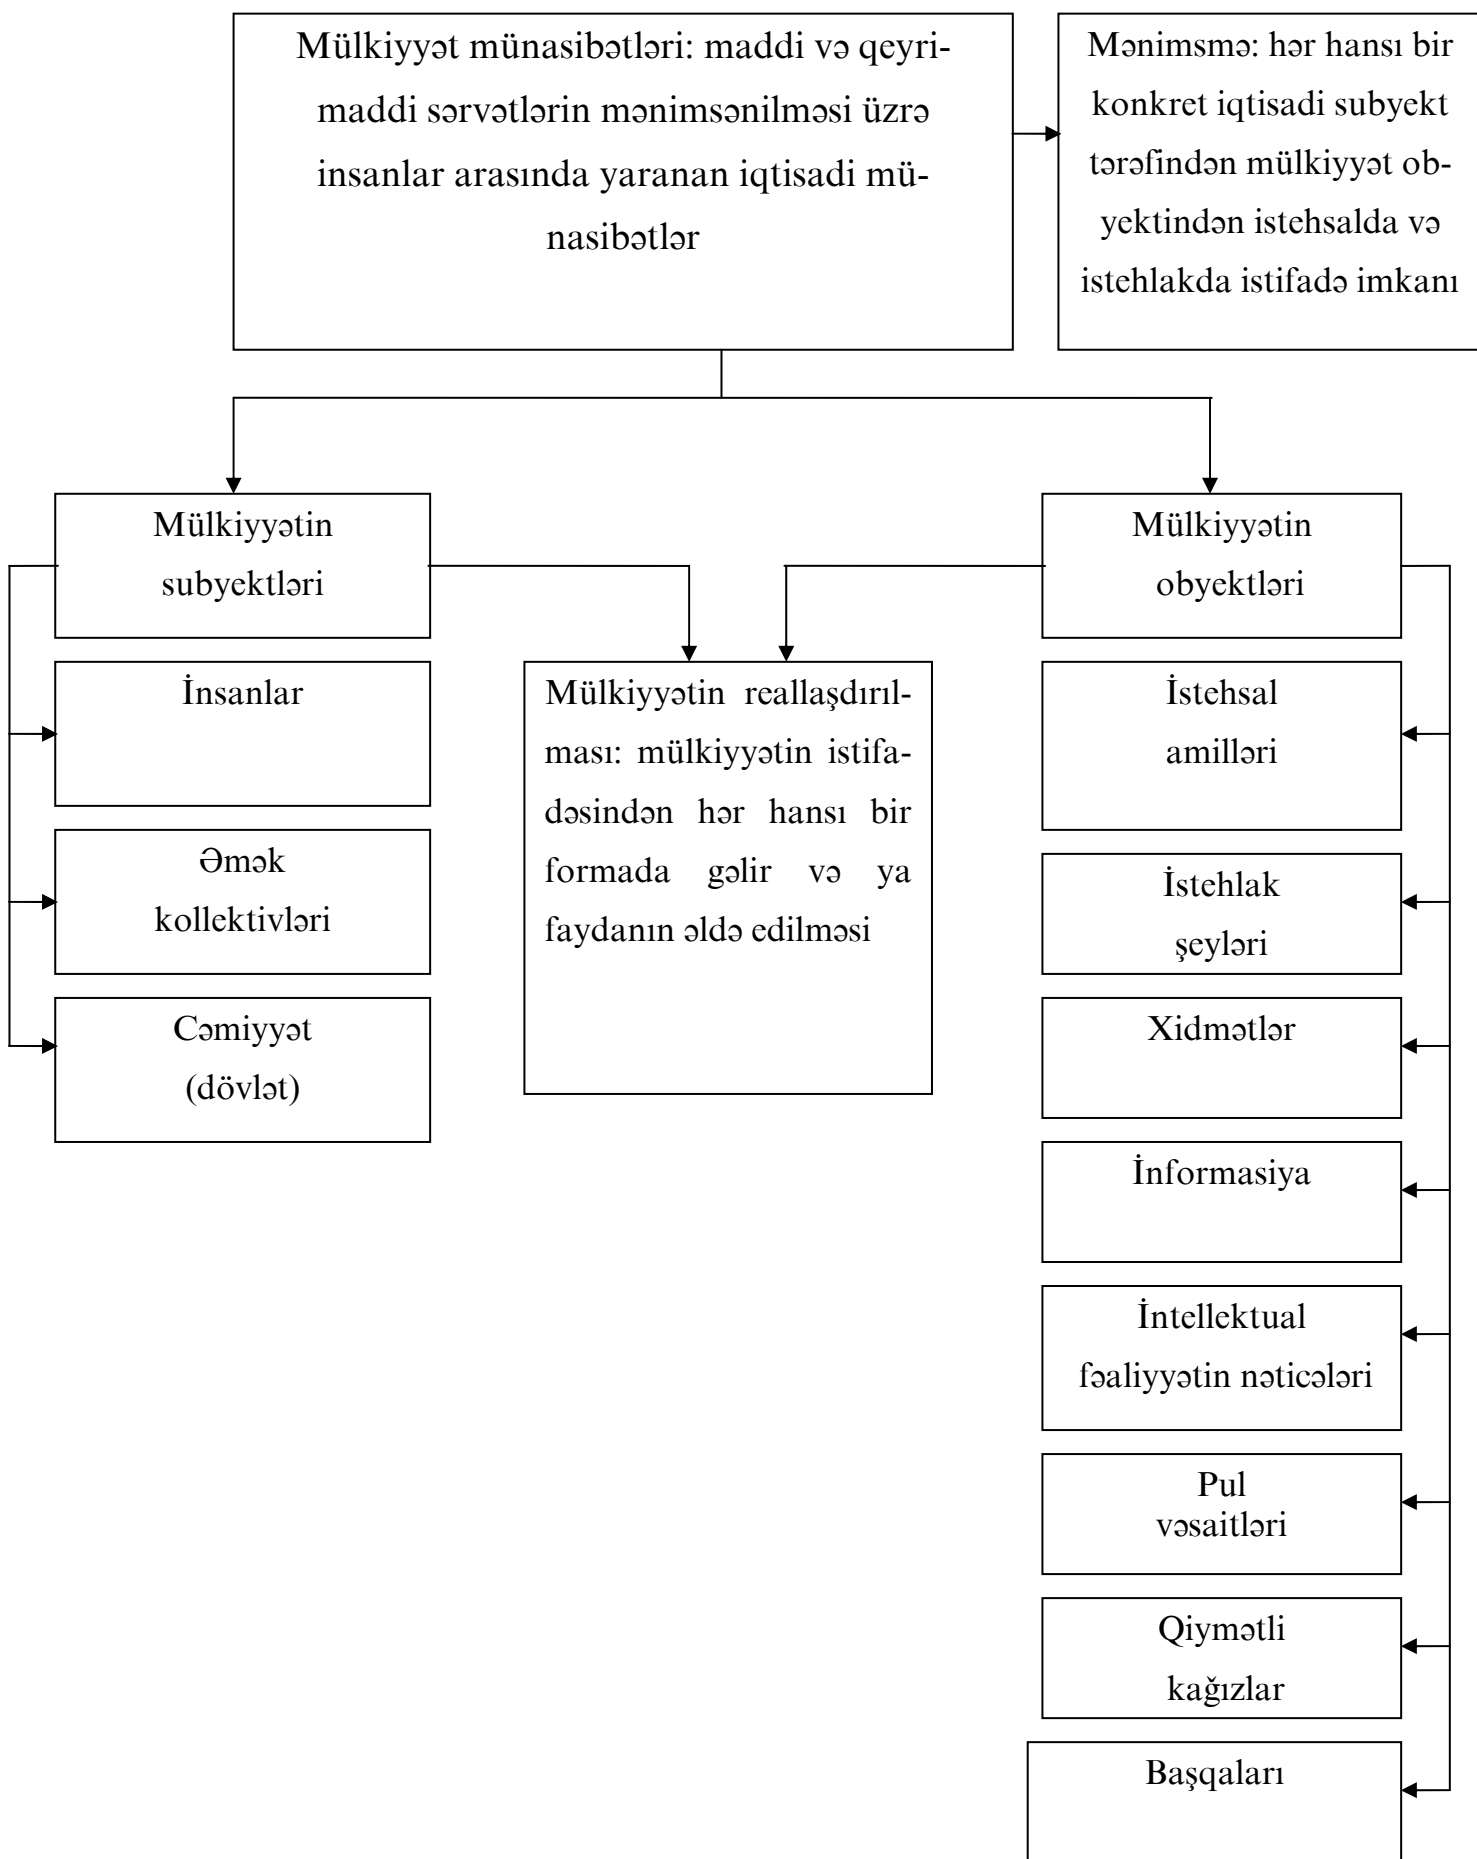 Mülkiyyət münasibətləri: maddi və qeyri-
maddi sərvətlərin mənimsənilməsi üzrə
insanlar arasında yaranan iqtisadi mü-
nasibətlər
Mənimsmə: hər hansı bir
konkret iqtisadi subyekt
tərəfindən mülkiyyət ob-
yektindən istehsalda və
istehlakda istifadə imkanı
Mülkiyyətin
subyektləri
İnsanlar
Əmək
kollektivləri
Cəmiyyət
(dövlət)
Mülkiyyətin reallaşdırıl-
ması: mülkiyyətin istifa-
dəsindən hər hansı bir
formada gəlir və ya
faydanın əldə edilməsi
Mülkiyyətin
obyektləri
İstehsal
amilləri
İstehlak
şeyləri
Xidmətlər
İnformasiya
İntellektual
fəaliyyətin nəticələri
Pul
vəsaitləri
Qiymətli
kağızlar
Başqaları